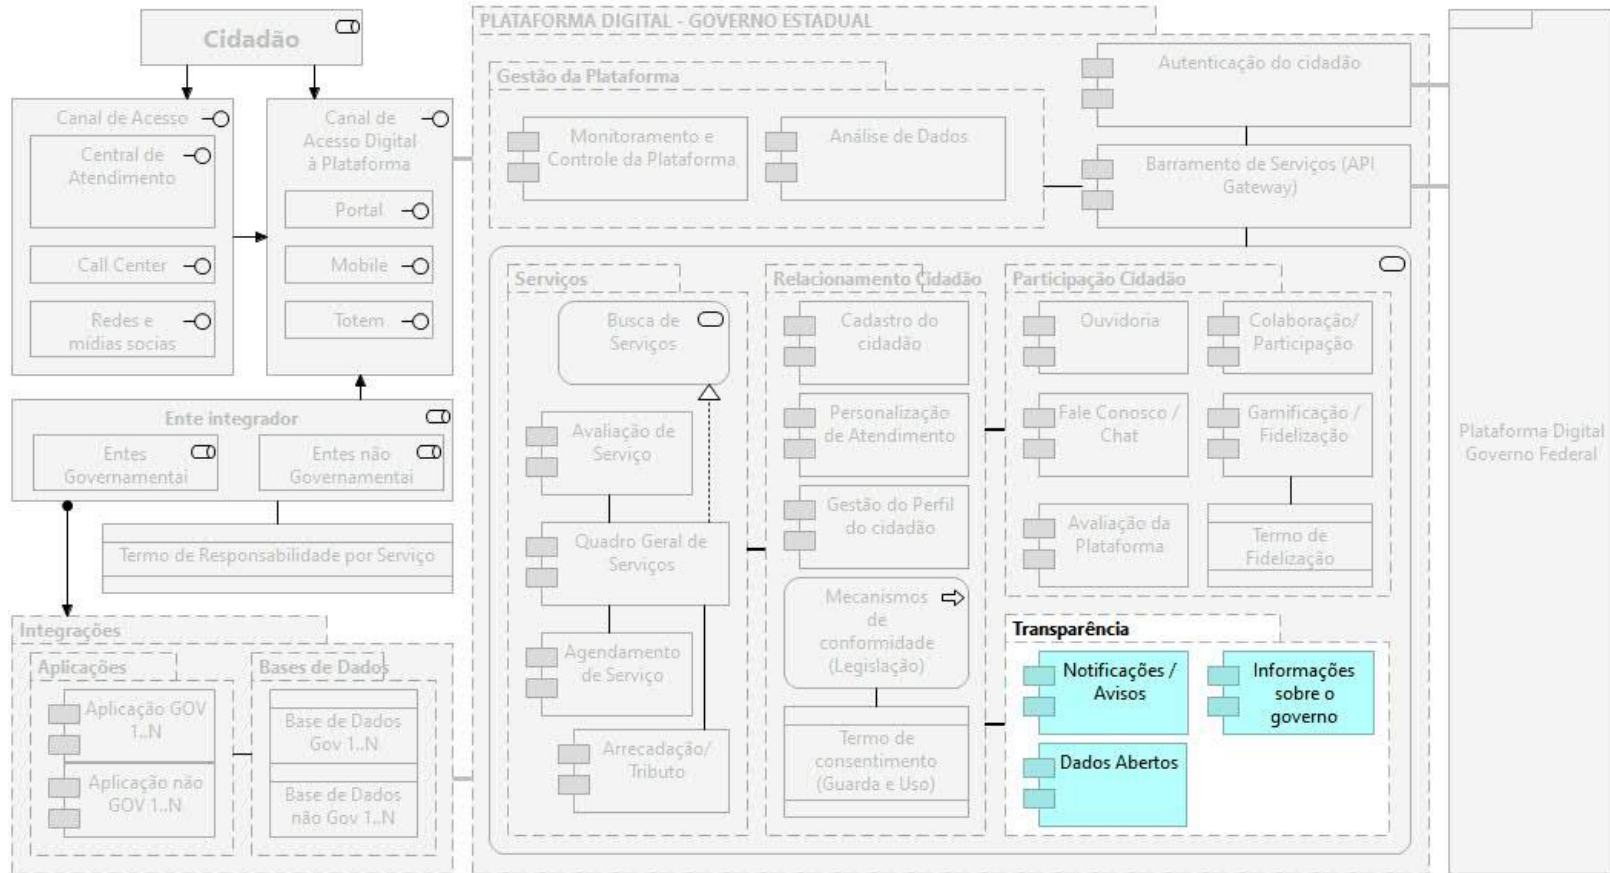 Cidadão
Canal de Acesso
Central de
Atendimento
Call Center
Redes e
mídias socias
Canal de
Acesso Digital
à Plataforma
Portal
Mobile
Totem
Ente integrador
Entes
Governamentai
Entes não
Governamentai
Termo de Responsabilidade por Serviço
Integrações
Aplicações
Aplicação GOV
1..N
Aplicação não
GOV 1..N
Bases de Dados
Base de Dados
Gov 1..N
Base de Dados
não Gov 1..N
PLATAFORMA DIGITAL - GOVERNO ESTADUAL
Gestão da Plataforma
Monitoramento e
Controle da Plataforma
Análise de Dados
Autenticação do cidadão
Barramento de Serviços (API
Gateway)
Serviços
Busca de
Serviços
Avaliação de
Serviço
Quadro Geral de
Serviços
Agendamento
de Serviço
Arrecadação/
Tributo
Relacionamento Cidadão
Cadastro do
cidadão
Personalização
de Atendimento
Gestão do Perfil
do cidadão
Mecanismos
de
conformidade
(Legislação)
Termo de
consentimento
(Guarda e Uso)
Participação Cidadão
Ouvidoria
Colaboração/
Participação
Fale Conosco /
Chat
Gamificação /
Fidelização
Avaliação da
Plataforma
Termo de
Fidelização
Transparência
Notificações /
Avisos
Informações
sobre o
governo
Dados Abertos
Plataforma Digital
Governo Federal